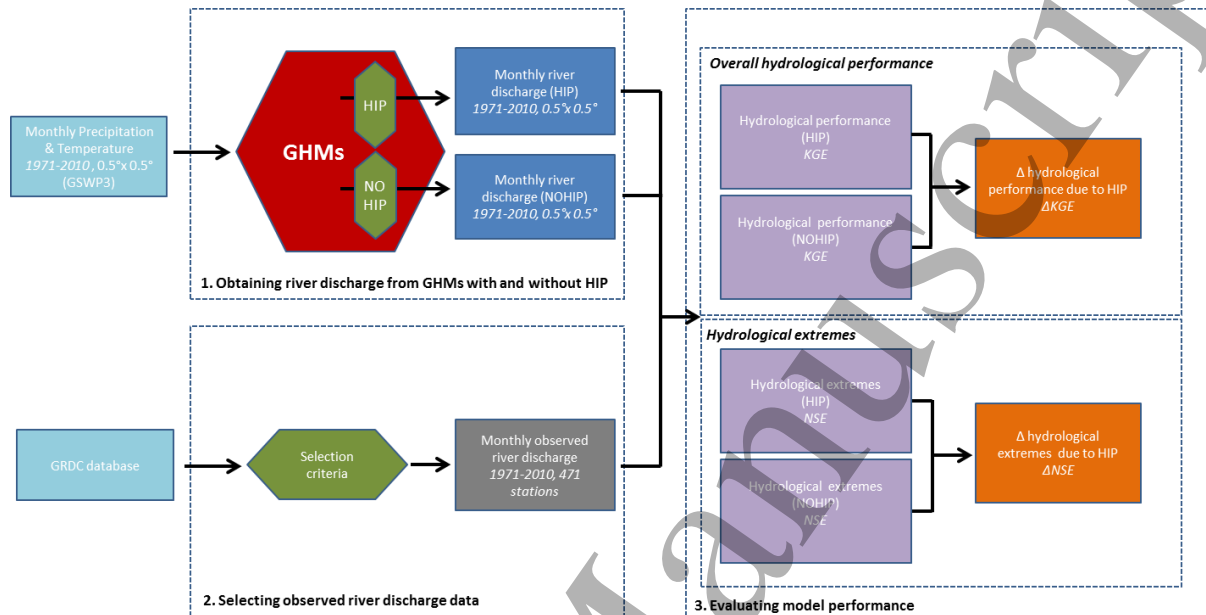 Monthly Precipitation
& Temperature
1971-2010, 0.5°x 0.5°
(GSWP3)
GHMs
HIP
NO
HIP
Monthly river
discharge (HIP)
1971-2010, 0.5°x 0.5°
Monthly river
discharge (NOHIP)
1971-2010, 0.5°x 0.5°
1. Obtaining river discharge from GHMs with and without HIP
GRDC database
Selection
criteria
Monthly observed
river discharge
1971-2010, 471
stations
2. Selecting observed river discharge data
Overall hydrological performance
Hydrological performance
(HIP)
KGE
Hydrological performance
(NOHIP)
KGE
Δ hydrological
performance due to HIP
ΔKGE
Hydrological extremes
Hydrological extremes
(HIP)
NSE
Hydrological extremes
(NOHIP)
NSE
Δ hydrological
extremes due to HIP
ΔNSE
3. Evaluating model performance
Manuscrip